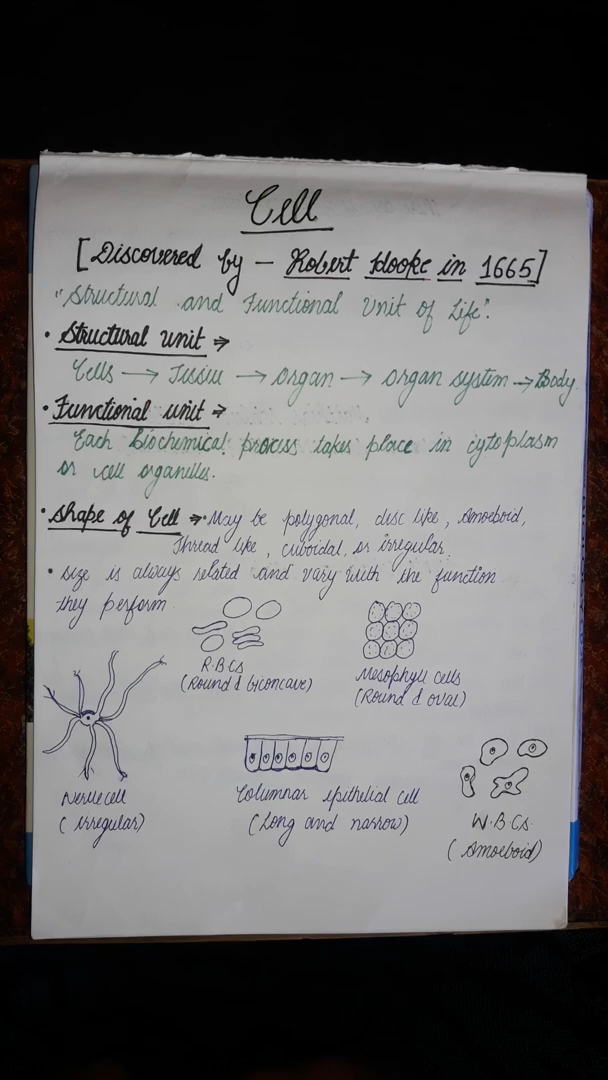 Cell
[Discovered by - Robert Hooke in 1665]
"Structural and Functional Unit of Life".
• Structural unit ⇒
Cells → Tissue → Organ → Organ system → Body
• Functional unit ⇒
Each Biochemical process takes place in cytoplasm
or cell organelles.
• Shape of Cell ⇒ • May be polygonal, disc like, Amoeboid,
Thread like, cuboidal, or irregular.
• size is always related and vary with the function
they perform
R.B.Cs
(Round & biconcave)
Mesophyll cells
(Round & oval)
Nerve cell
(irregular)
Columnar epithelial cell
(Long and narrow)
W.B.Cs.
(Amoeboid)